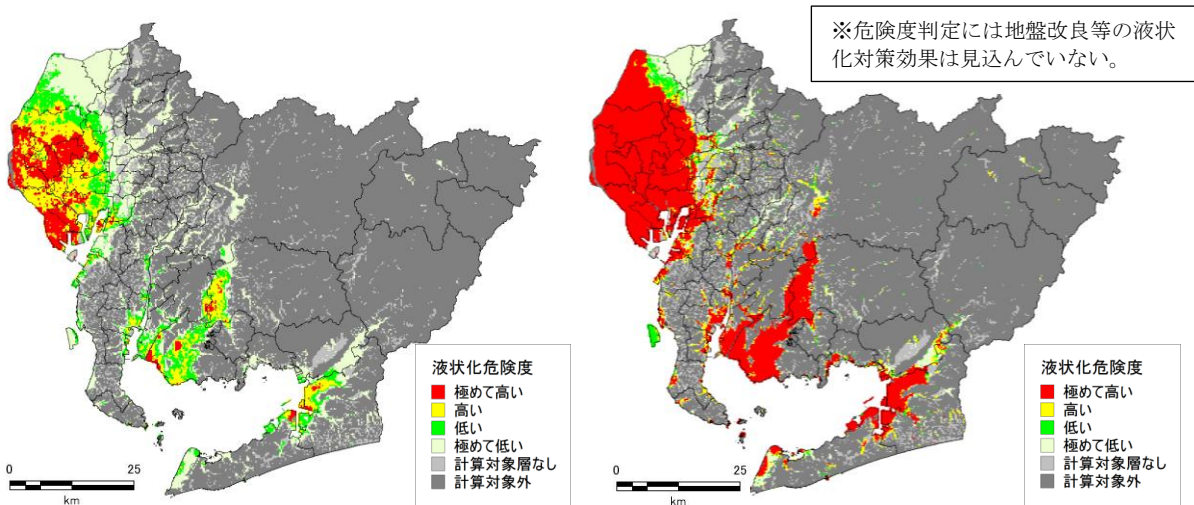 ※危険度判定には地盤改良等の液状
化対策効果は見込んでいない。
液状化危険度
極めて高い
高い
低い
極めて低い
計算対象層なし
計算対象外
0 25
km
液状化危険度
極めて高い
高い
低い
極めて低い
計算対象層なし
計算対象外
0 25
km